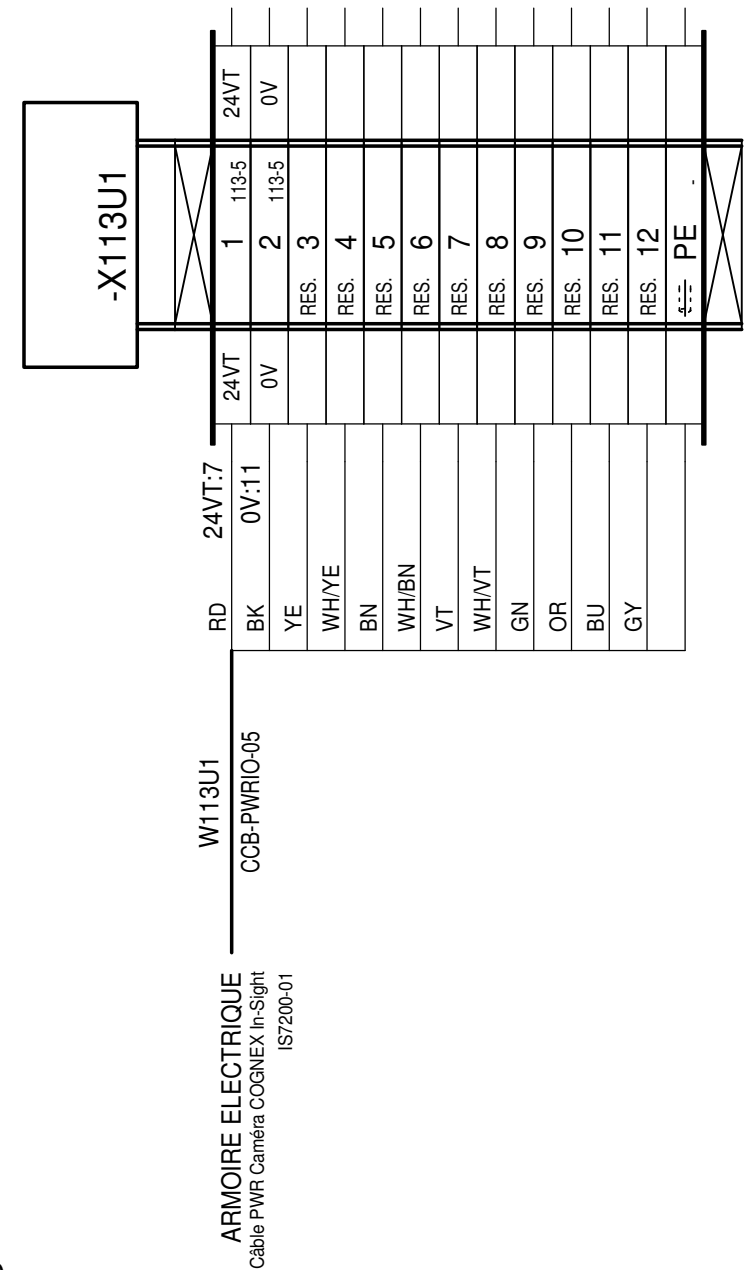 -X113U1
24VT 1 113-5 24VT
0V 2 113-5 0V
RES. 3
RES. 4
RES. 5
RES. 6
RES. 7
RES. 8
RES. 9
RES. 10
RES. 11
RES. 12
PE -
RD 24VT:7
BK 0V:11
YE
WH/YE
BN
WH/BN
VT
WH/VT
GN
OR
BU
GY
W113U1
CCB-PWRIO-05
ARMOIRE ELECTRIQUE
Câble PWR Caméra COGNEX In-Sight
IS7200-01